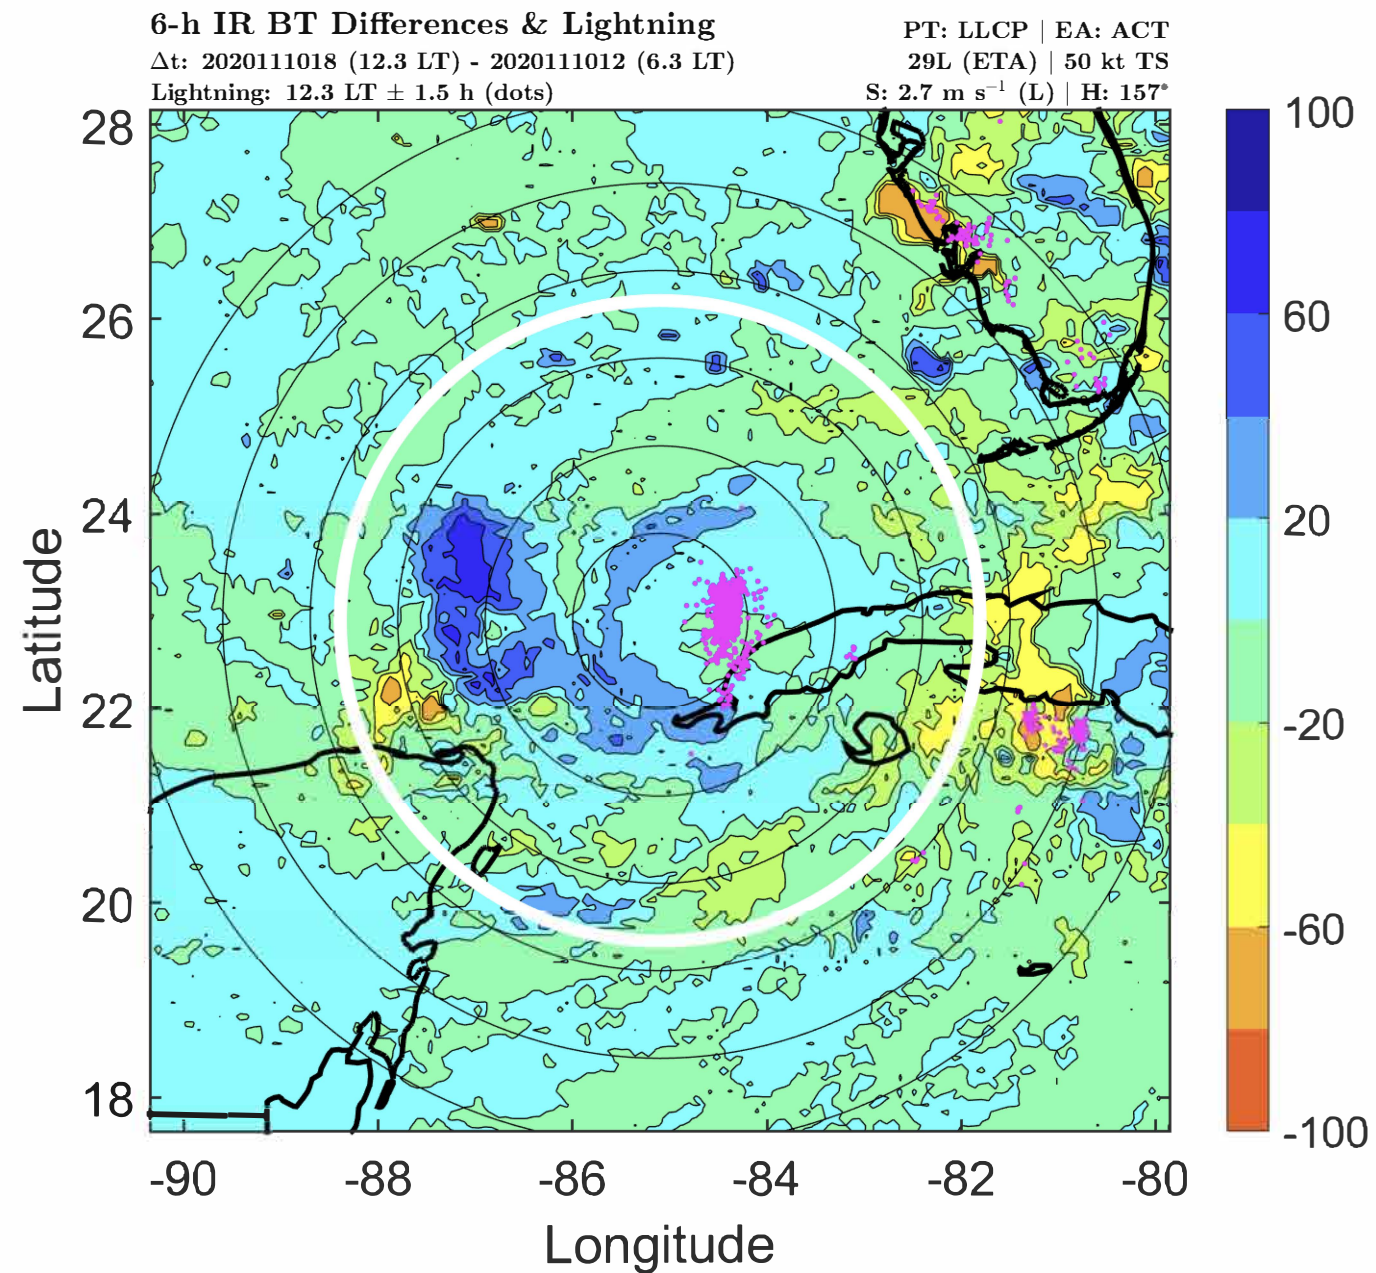 6-h IR BT Differences & Lightning
PT: LLCP | EA: ACT
Δt: 2020111018 (12.3 LT) - 2020111012 (6.3 LT)
29L (ETA) | 50 kt TS
Lightning: 12.3 LT ± 1.5 h (dots)
S: 2.7 m s⁻¹ (L) | H: 157°
28
26
24
22
20
18
Latitude
-90
-88
-86
-84
-82
-80
Longitude
100
60
20
-20
-60
-100